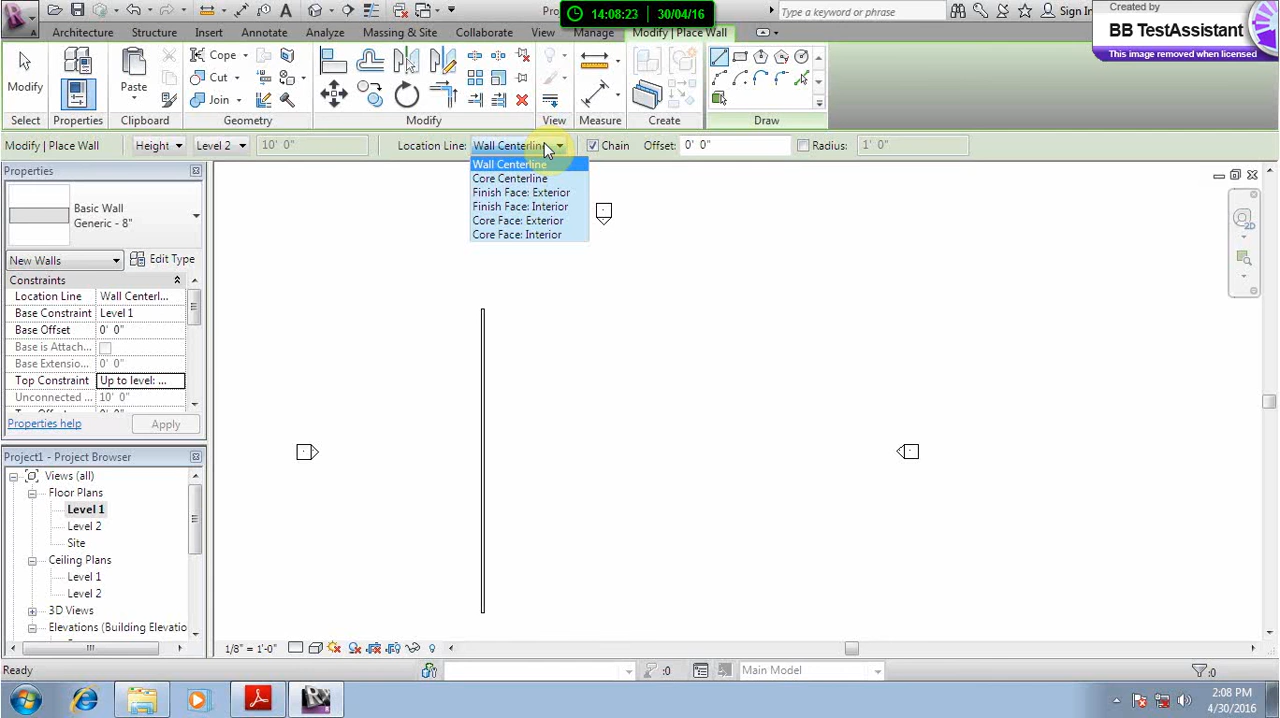 Proj
14:08:23 30/04/16
Type a keyword or phrase
Sign In
Created by
BB TestAssistant
This image removed when licensed
Architecture Structure Insert Annotate Analyze Massing & Site Collaborate View Manage Modify | Place Wall
Modify
Paste
Cope
Cut
Join
Select Properties Clipboard Geometry Modify View Measure Create Draw
Modify | Place Wall Height Level 2 10' 0" Location Line: Wall Centerline Chain Offset: 0' 0" Radius: 1' 0"
Wall Centerline
Core Centerline
Finish Face: Exterior
Finish Face: Interior
Core Face: Exterior
Core Face: Interior
Properties
Basic Wall
Generic - 8"
New Walls Edit Type
Constraints
Location Line Wall Centerl...
Base Constraint Level 1
Base Offset 0' 0"
Base is Attach...
Base Extensio... 0' 0"
Top Constraint Up to level: ...
Unconnected 10' 0"
Properties help Apply
2D
Project1 - Project Browser
Views (all)
Floor Plans
Level 1
Level 2
Site
Ceiling Plans
Level 1
Level 2
3D Views
Elevations (Building Elevatio
1/8" = 1'-0"
Ready :0 Main Model :0
2:08 PM
4/30/2016